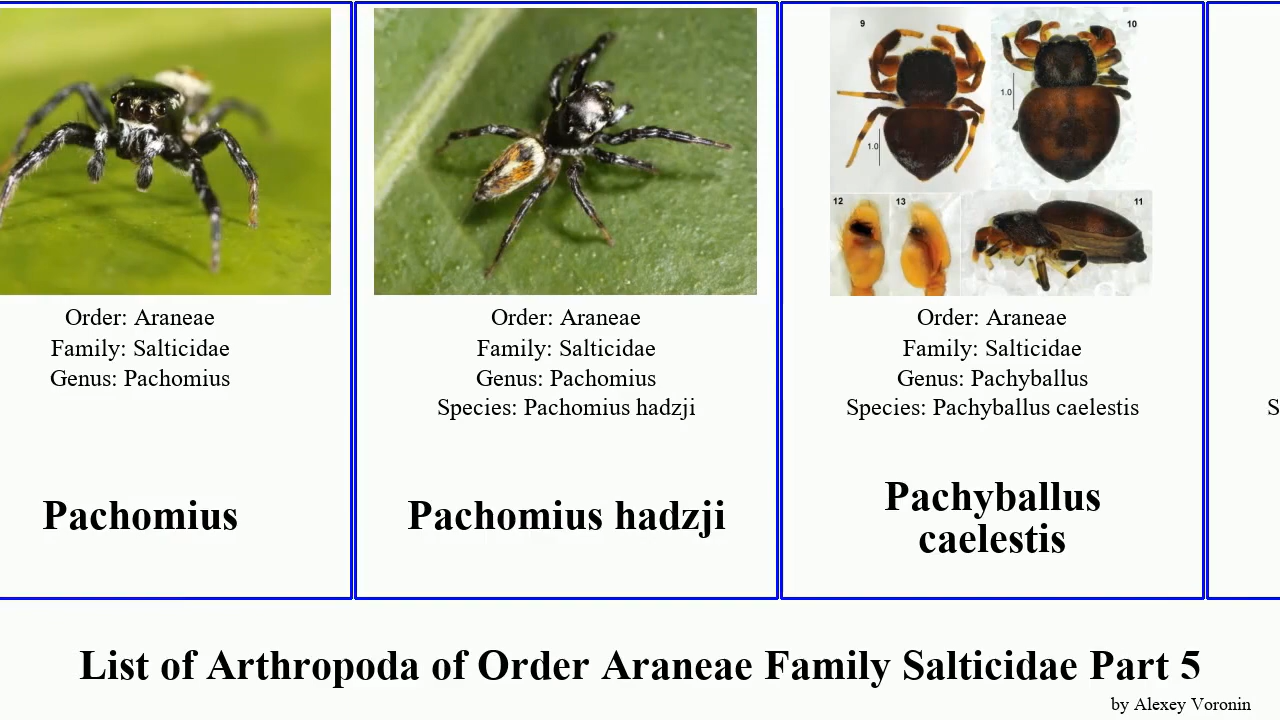 9
10
1.0
1.0
12
13
11
Order: Araneae
Family: Salticidae
Genus: Pachomius
Pachomius
Order: Araneae
Family: Salticidae
Genus: Pachomius
Species: Pachomius hadzji
Pachomius hadzji
Order: Araneae
Family: Salticidae
Genus: Pachyballus
Species: Pachyballus caelestis
Pachyballus
caelestis
S
List of Arthropoda of Order Araneae Family Salticidae Part 5
by Alexey Voronin